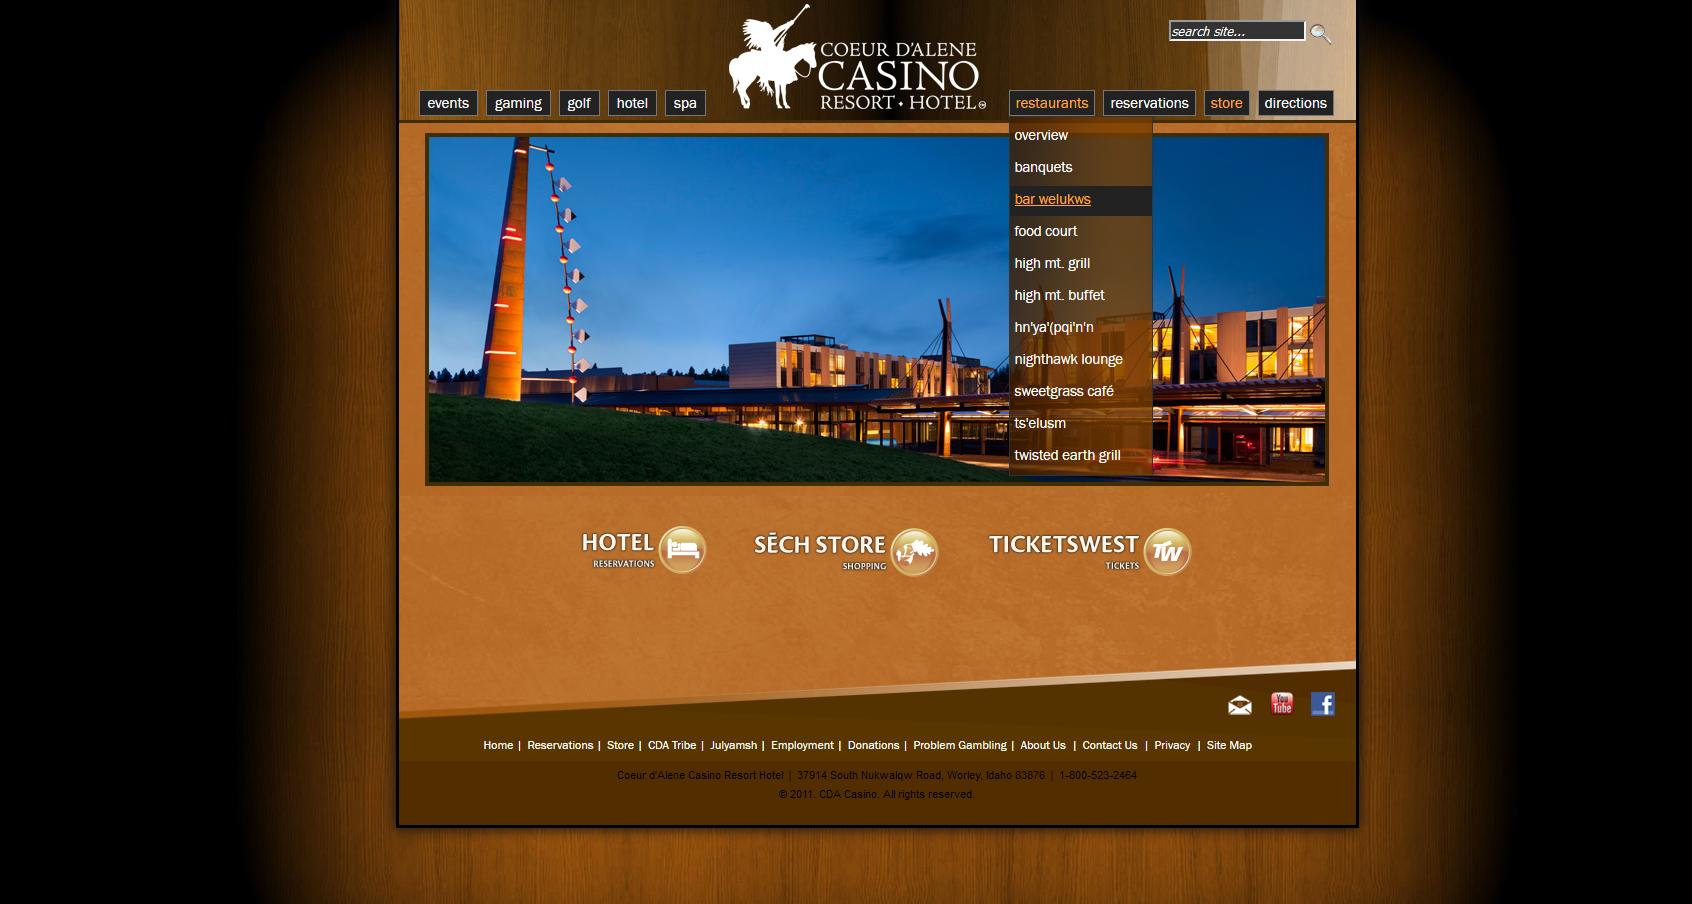 COEUR D'ALENE
CASINO
RESORT • HOTEL
search site...
events
gaming
golf
hotel
spa
restaurants
reservations
store
directions
overview
banquets
bar welukws
food court
high mt. grill
high mt. buffet
hn'ya'(pqi'n'n
nighthawk lounge
sweetgrass café
ts'elusm
twisted earth grill
HOTEL
RESERVATIONS
SĒCH STORE
SHOPPING
TICKETSWEST
TICKETS
TW
You
Tube
f
Home | Reservations | Store | CDA Tribe | Julyamsh | Employment | Donations | Problem Gambling | About Us | Contact Us | Privacy | Site Map
Coeur d'Alene Casino Resort Hotel | 37914 South Nukwalqw Road, Worley, Idaho 83876 | 1-800-523-2464
© 2011. CDA Casino. All rights reserved.